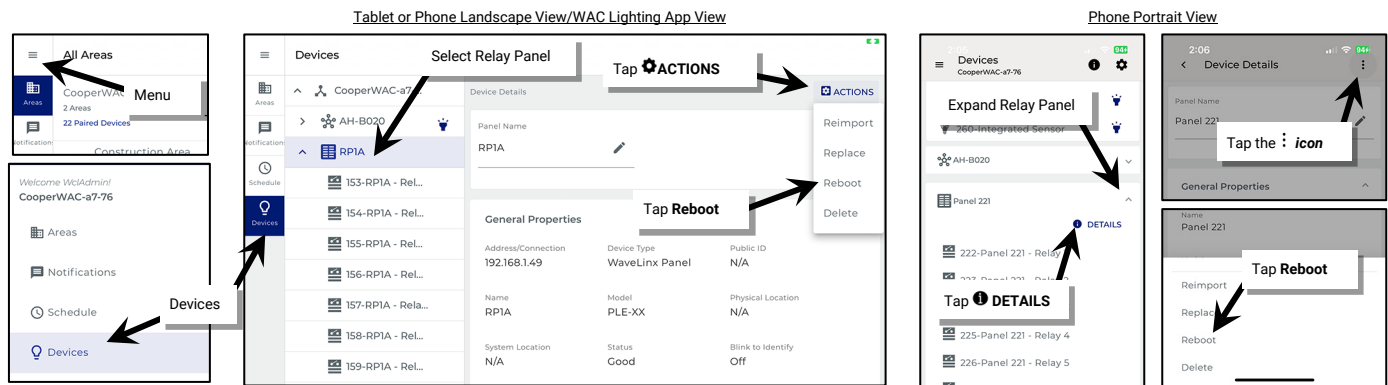 Tablet or Phone Landscape View/WAC Lighting App View
Phone Portrait View
All Areas
Areas
CooperWAC
2 Areas
22 Paired Devices
Construction Area
Menu
Welcome WclAdmin!
CooperWAC-a7-76
Areas
Notifications
Schedule
Devices
Devices
Devices
Areas
Schedule
Devices
CooperWAC-a7-
AH-B020
RP1A
153-RP1A - Rel...
154-RP1A - Rel...
155-RP1A - Rel...
156-RP1A - Rel...
157-RP1A - Rela...
158-RP1A - Rel...
159-RP1A - Rel...
Select Relay Panel
Tap ACTIONS
Device Details
ACTIONS
Panel Name
RP1A
Reimport
Replace
Reboot
Delete
Tap Reboot
General Properties
Address/Connection
192.168.1.49
Device Type
WaveLinx Panel
Public ID
N/A
Name
RP1A
Model
PLE-XX
Physical Location
N/A
System Location
N/A
Status
Good
Blink to Identify
Off
2:05
94
Devices
CooperWAC-a7-76
Expand Relay Panel
260-Integrated Sensor
AH-B020
Panel 221
DETAILS
222-Panel 221 - Relay
Tap DETAILS
225-Panel 221 - Relay 4
226-Panel 221 - Relay 5
2:06
94
Device Details
Panel Name
Panel 221
Tap the ⋮ icon
General Properties
Name
Panel 221
Tap Reboot
Reimport
Replac
Reboot
Delete